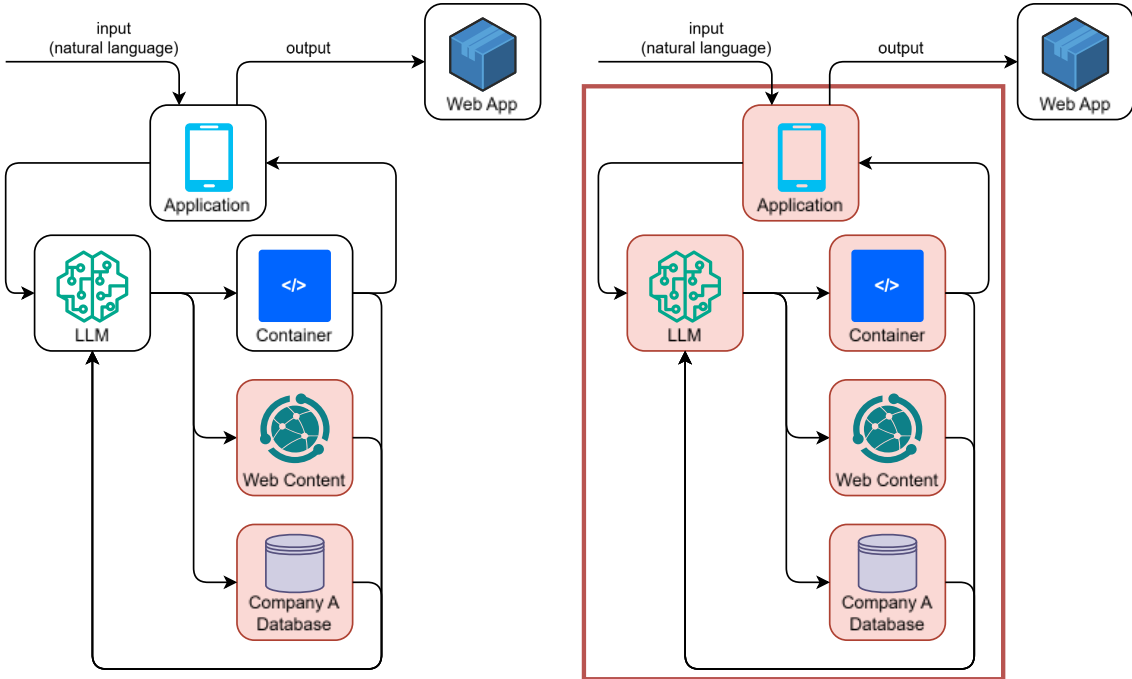 input
(natural language)
output
Web App
Application
LLM
</>
Container
Web Content
Company A
Database
input
(natural language)
output
Web App
Application
LLM
</>
Container
Web Content
Company A
Database